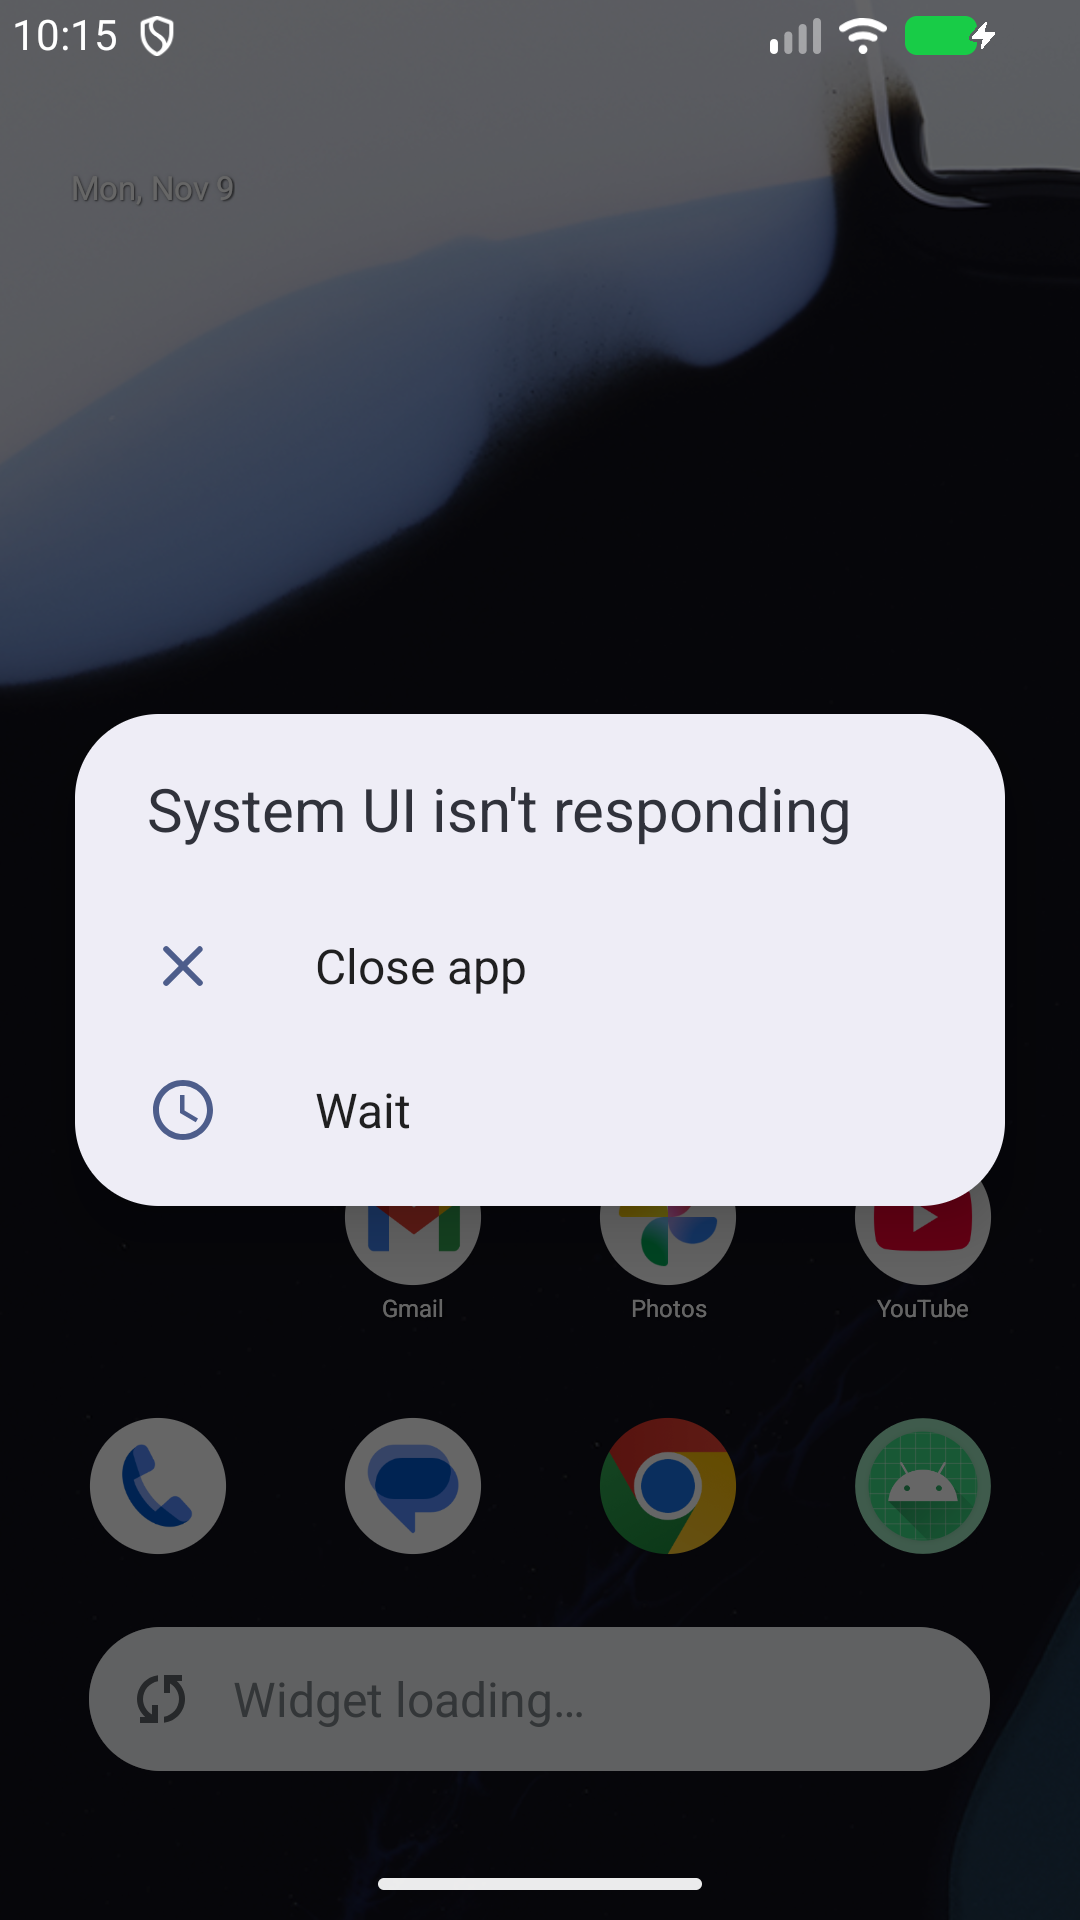 10:15
Mon, Nov 9
System UI isn't responding
Close app
Wait
Gmail
Photos
YouTube
Widget loading...